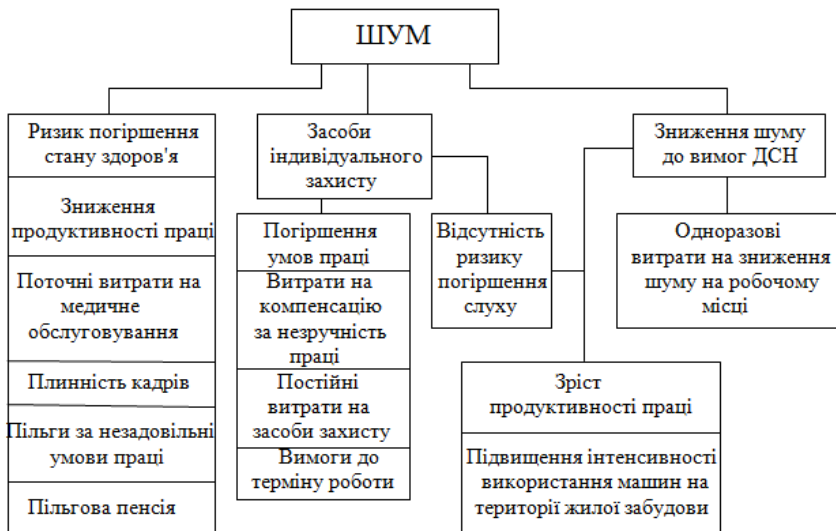 ШУМ
Ризик погіршення
стану здоров'я
Зниження
продуктивності праці
Поточні витрати на
медичне
обслуговування
Плинність кадрів
Пільги за незадовільні
умови праці
Пільгова пенсія
Засоби
індивідуального
захисту
Погіршення
умов праці
Витрати на
компенсацію
за незручність
праці
Постійні
витрати на
засоби захисту
Вимоги до
терміну роботи
Відсутність
ризику
погіршення
слуху
Зниження шуму
до вимог ДСН
Одноразові
витрати на зниження
шуму на робочому
місці
Зріст
продуктивності праці
Підвищення інтенсивності
використання машин на
території жилої забудови